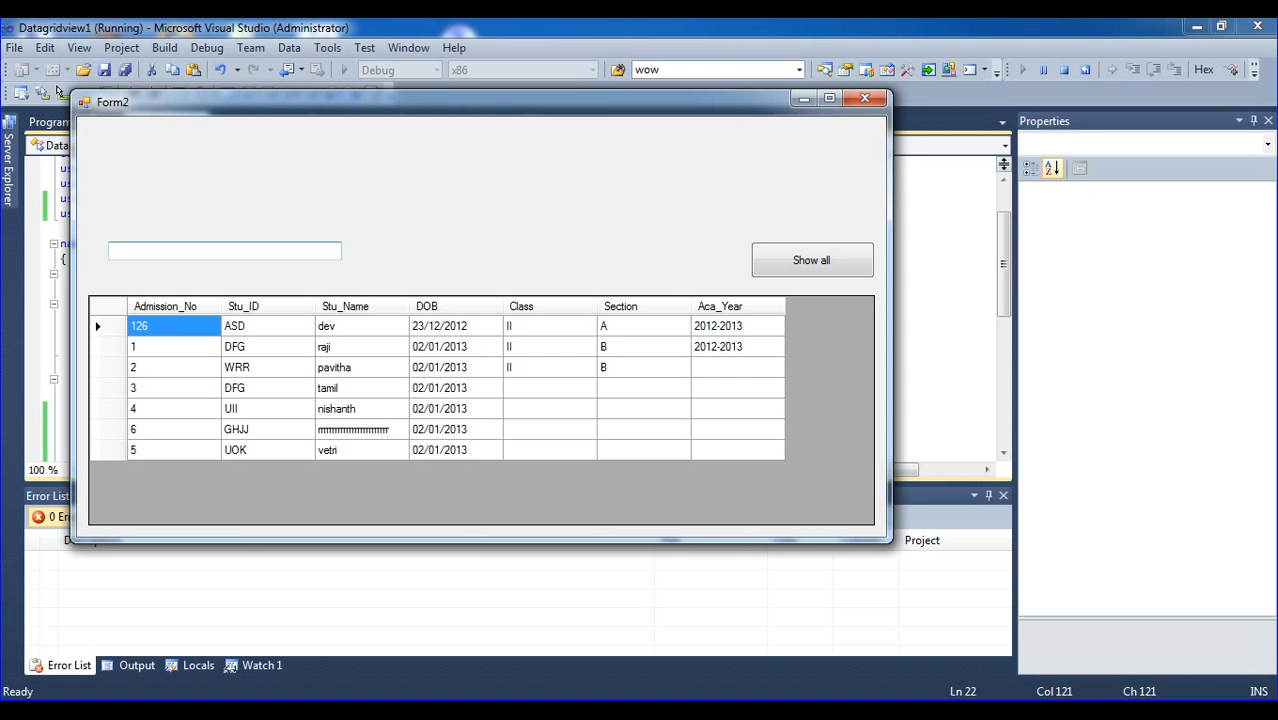 Datagridview1 (Running) - Microsoft Visual Studio (Administrator)
File Edit View Project Build Debug Team Data Tools Test Window Help
Debug x86 wow Hex
Form2
Program
Properties
Data
Server Explorer
Show all
Admission_No Stu_ID Stu_Name DOB Class Section Aca_Year
126 ASD dev 23/12/2012 II A 2012-2013
1 DFG raji 02/01/2013 II B 2012-2013
2 WRR pavitha 02/01/2013 II B
3 DFG tamil 02/01/2013
4 UII nishanth 02/01/2013
6 GHJJ 02/01/2013
5 UOK vetri 02/01/2013
100 %
Error List
0 Er
Project
Error List Output Locals Watch 1
Ready Ln 22 Col 121 Ch 121 INS